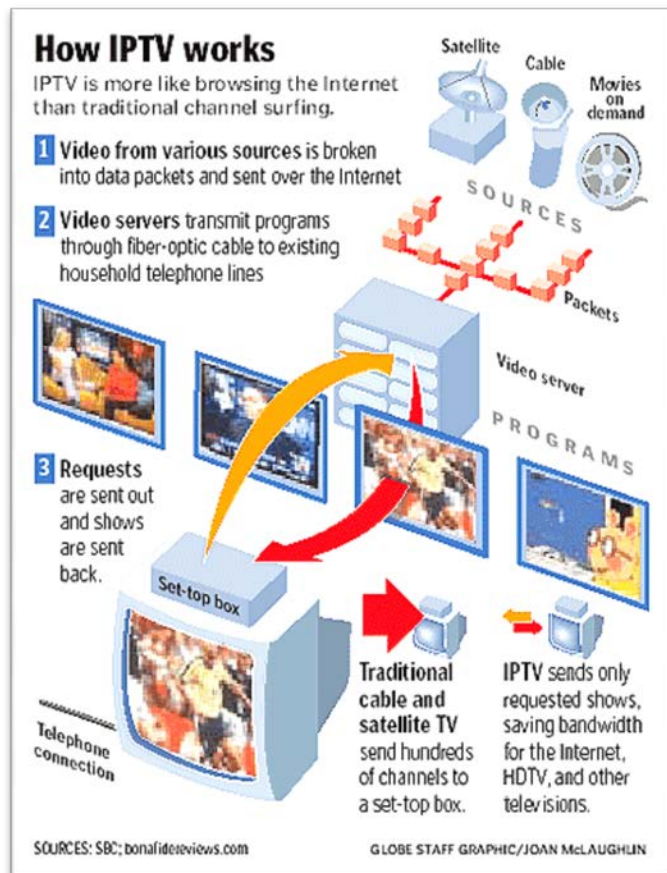 How IPTV works
IPTV is more like browsing the Internet
than traditional channel surfing.
1 Video from various sources is broken
into data packets and sent over the Internet
2 Video servers transmit programs
through fiber-optic cable to existing
household telephone lines
Satellite
Cable
Movies
on
demand
SOURCES
Packets
Video server
PROGRAMS
3 Requests
are sent out
and shows
are sent
back.
Set-top box
Telephone
connection
Traditional
cable and
satellite TV
send hundreds
of channels to
a set-top box.
IPTV sends only
requested shows,
saving bandwidth
for the Internet,
HDTV, and other
televisions.
SOURCES: SBC; bonafidereviews.com
GLOBE STAFF GRAPHIC/JOAN McLAUGHLIN